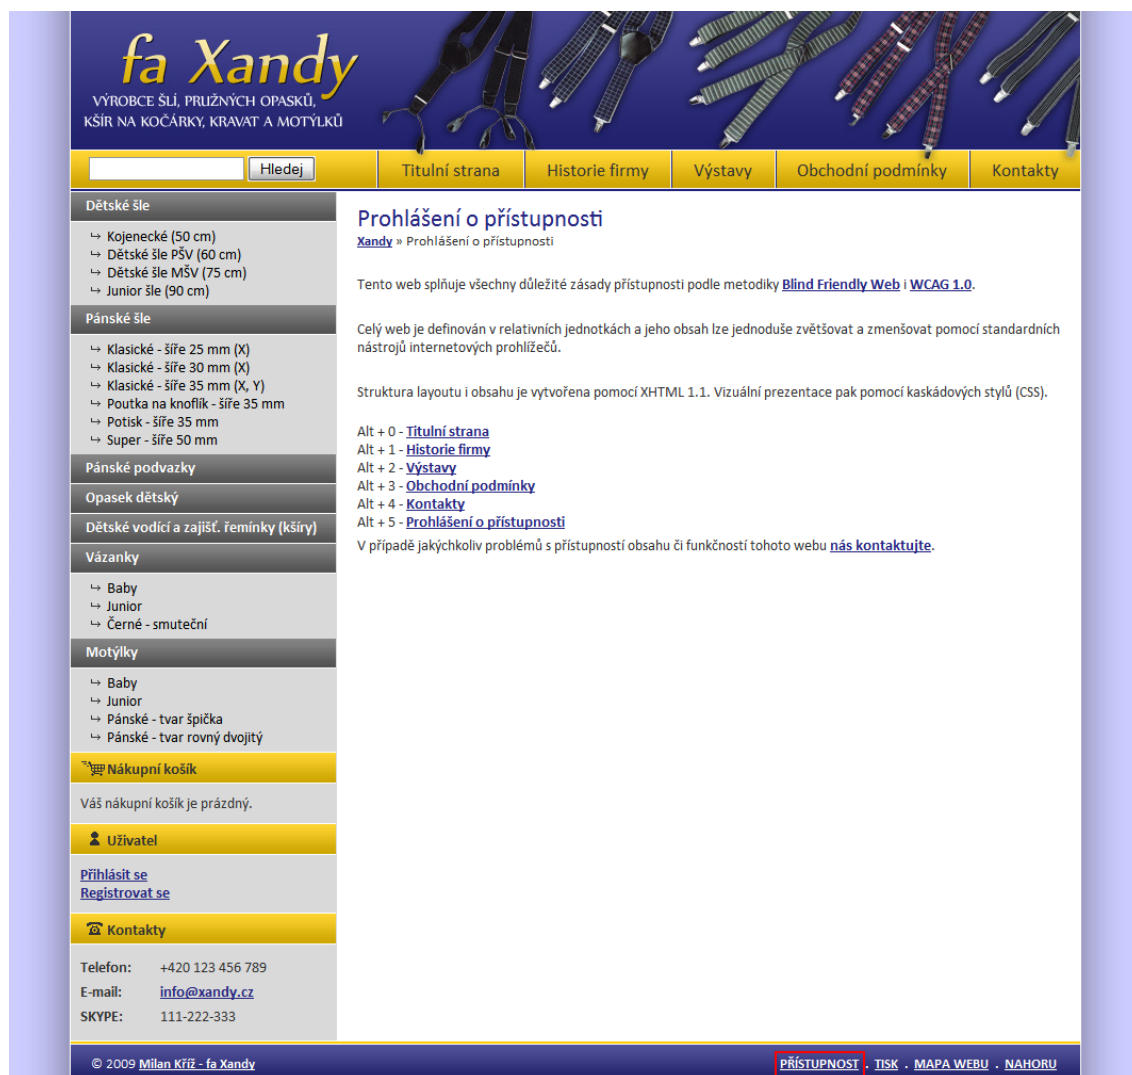 fa Xandy
VÝROBCE ŠLÍ, PRUŽNÝCH OPASKŮ,
KŠÍR NA KOČÁRKY, KRAVAT A MOTÝLKŮ
Hledej
Titulní strana
Historie firmy
Výstavy
Obchodní podmínky
Kontakty
Dětské šle
↪ Kojenecké (50 cm)
↪ Dětské šle PŠV (60 cm)
↪ Dětské šle MŠV (75 cm)
↪ Junior šle (90 cm)
Pánské šle
↪ Klasické - šíře 25 mm (X)
↪ Klasické - šíře 30 mm (X)
↪ Klasické - šíře 35 mm (X, Y)
↪ Poutka na knoflík - šíře 35 mm
↪ Potisk - šíře 35 mm
↪ Super - šíře 50 mm
Pánské podvazky
Opasek dětský
Dětské vodící a zajišť. řemínky (kšíry)
Vázanky
↪ Baby
↪ Junior
↪ Černé - smuteční
Motýlky
↪ Baby
↪ Junior
↪ Pánské - tvar špička
↪ Pánské - tvar rovný dvojitý
Nákupní košík
Váš nákupní košík je prázdný.
Uživatel
Přihlásit se
Registrovat se
Kontakty
Telefon: +420 123 456 789
E-mail: info@xandy.cz
SKYPE: 111-222-333
Prohlášení o přístupnosti
Xandy » Prohlášení o přístupnosti
Tento web splňuje všechny důležité zásady přístupnosti podle metodiky Blind Friendly Web i WCAG 1.0.
Celý web je definován v relativních jednotkách a jeho obsah lze jednoduše zvětšovat a zmenšovat pomocí standardních
nástrojů internetových prohlížečů.
Struktura layoutu i obsahu je vytvořena pomocí XHTML 1.1. Vizuální prezentace pak pomocí kaskádových stylů (CSS).
Alt + 0 - Titulní strana
Alt + 1 - Historie firmy
Alt + 2 - Výstavy
Alt + 3 - Obchodní podmínky
Alt + 4 - Kontakty
Alt + 5 - Prohlášení o přístupnosti
V případě jakýchkoliv problémů s přístupností obsahu či funkčností tohoto webu nás kontaktujte.
© 2009 Milan Kříž - fa Xandy
PŘÍSTUPNOST . TISK . MAPA WEBU . NAHORU